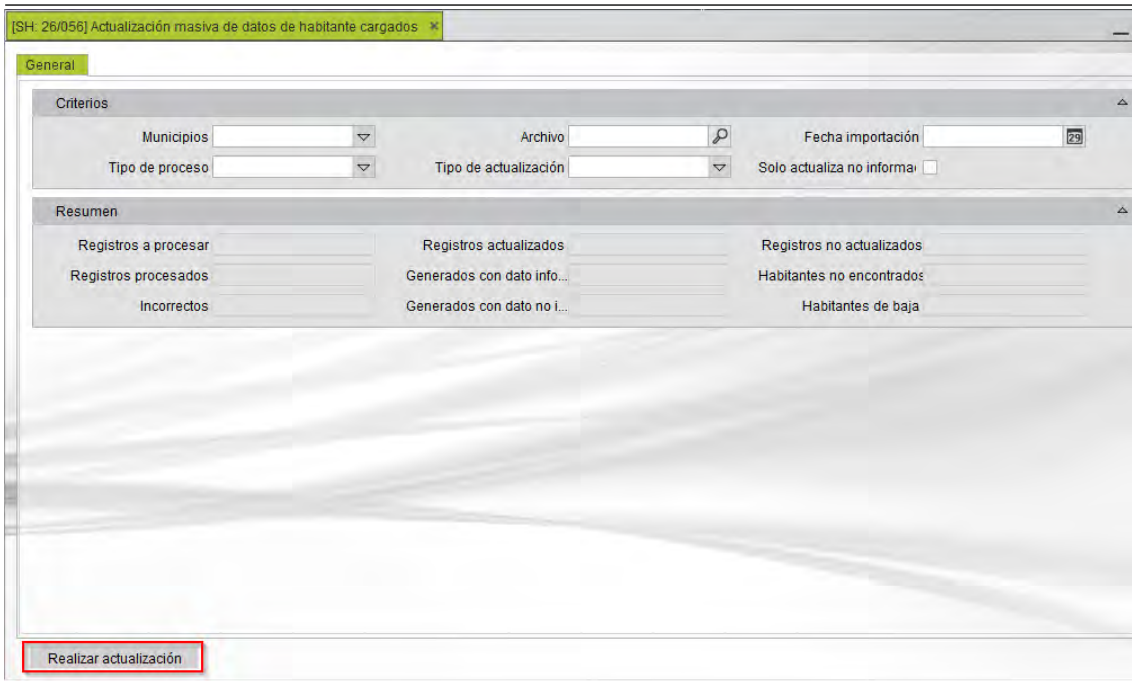 [SH: 26/056] Actualización masiva de datos de habitante cargados ×
General
Criterios
Municipios Archivo Fecha importación 29
Tipo de proceso Tipo de actualización Solo actualiza no informa
Resumen
Registros a procesar Registros actualizados Registros no actualizados
Registros procesados Generados con dato info... Habitantes no encontrados
Incorrectos Generados con dato no i... Habitantes de baja
Realizar actualización